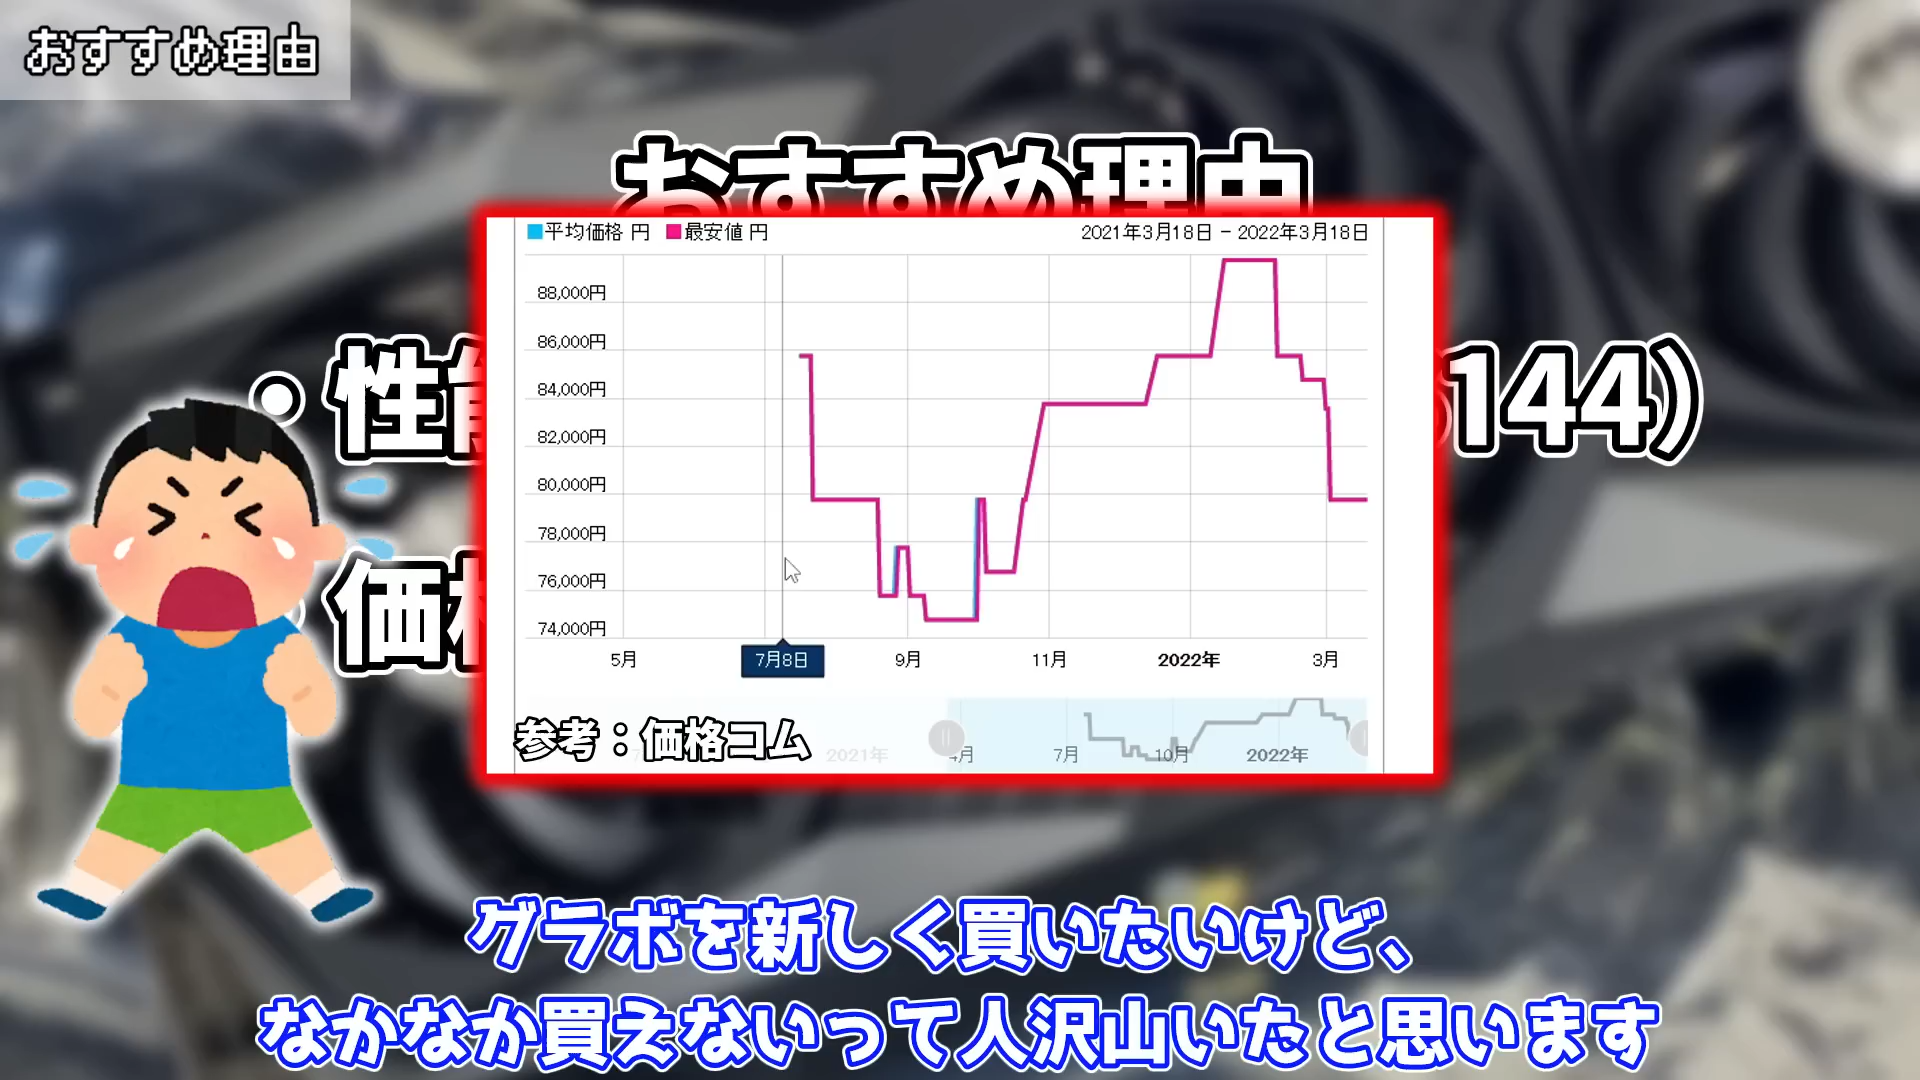 おすすめ理由
おすすめ理由
平均価格 円 最安値 円 2021年3月18日 - 2022年3月18日
88,000円
86,000円
・性 144)
84,000円
82,000円
80,000円
78,000円
76,000円
・価
74,000円
5月 7月8日 9月 11月 2022年 3月
参考：価格コム
2021年 4月 7月 10月 2022年
グラボを新しく買いたいけど、
なかなか買えないって人沢山いたと思います